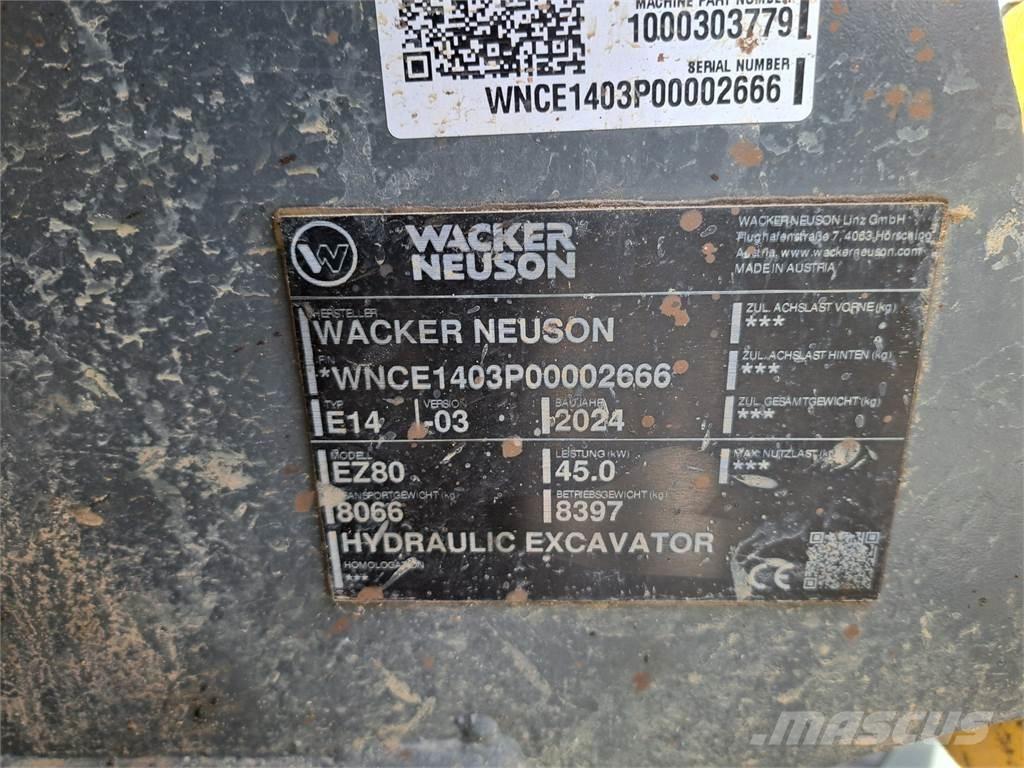 MACHINE PART NUMBER
1000303779
SERIAL NUMBER
WNCE1403P00002666
W
WACKER
NEUSON
WACKER NEUSON Linz GmbH
Flughafenstraße 7, 4063 Hörsching
Austria, www.wackerneuson.com
MADE IN AUSTRIA
HERSTELLER
WACKER NEUSON
FIN
*WNCE1403P00002666
TYP VERSION BAUJAHR
E14 -03 2024
ZUL. ACHSLAST VORNE (kg)
***
ZUL. ACHSLAST HINTEN (kg)
***
ZUL. GESAMTGEWICHT (kg)
***
MODELL LEISTUNG (kW)
EZ80 45.0
MAX. NUTZLAST (kg)
***
TRANSPORTGEWICHT (kg) BETRIEBSGEWICHT (kg)
8066 8397
HYDRAULIC EXCAVATOR
HOMOLOGATION
***
CE
MASCUS